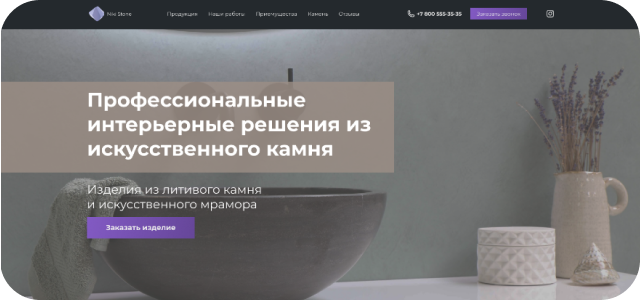 Niki Stone
Продукция Наши работы Преимущества Камень Отзывы
+7 800 555-35-35 Заказать звонок
Профессиональные
интерьерные решения из
искусственного камня
Изделия из литивого камня
и искусственного мрамора
Заказать изделие